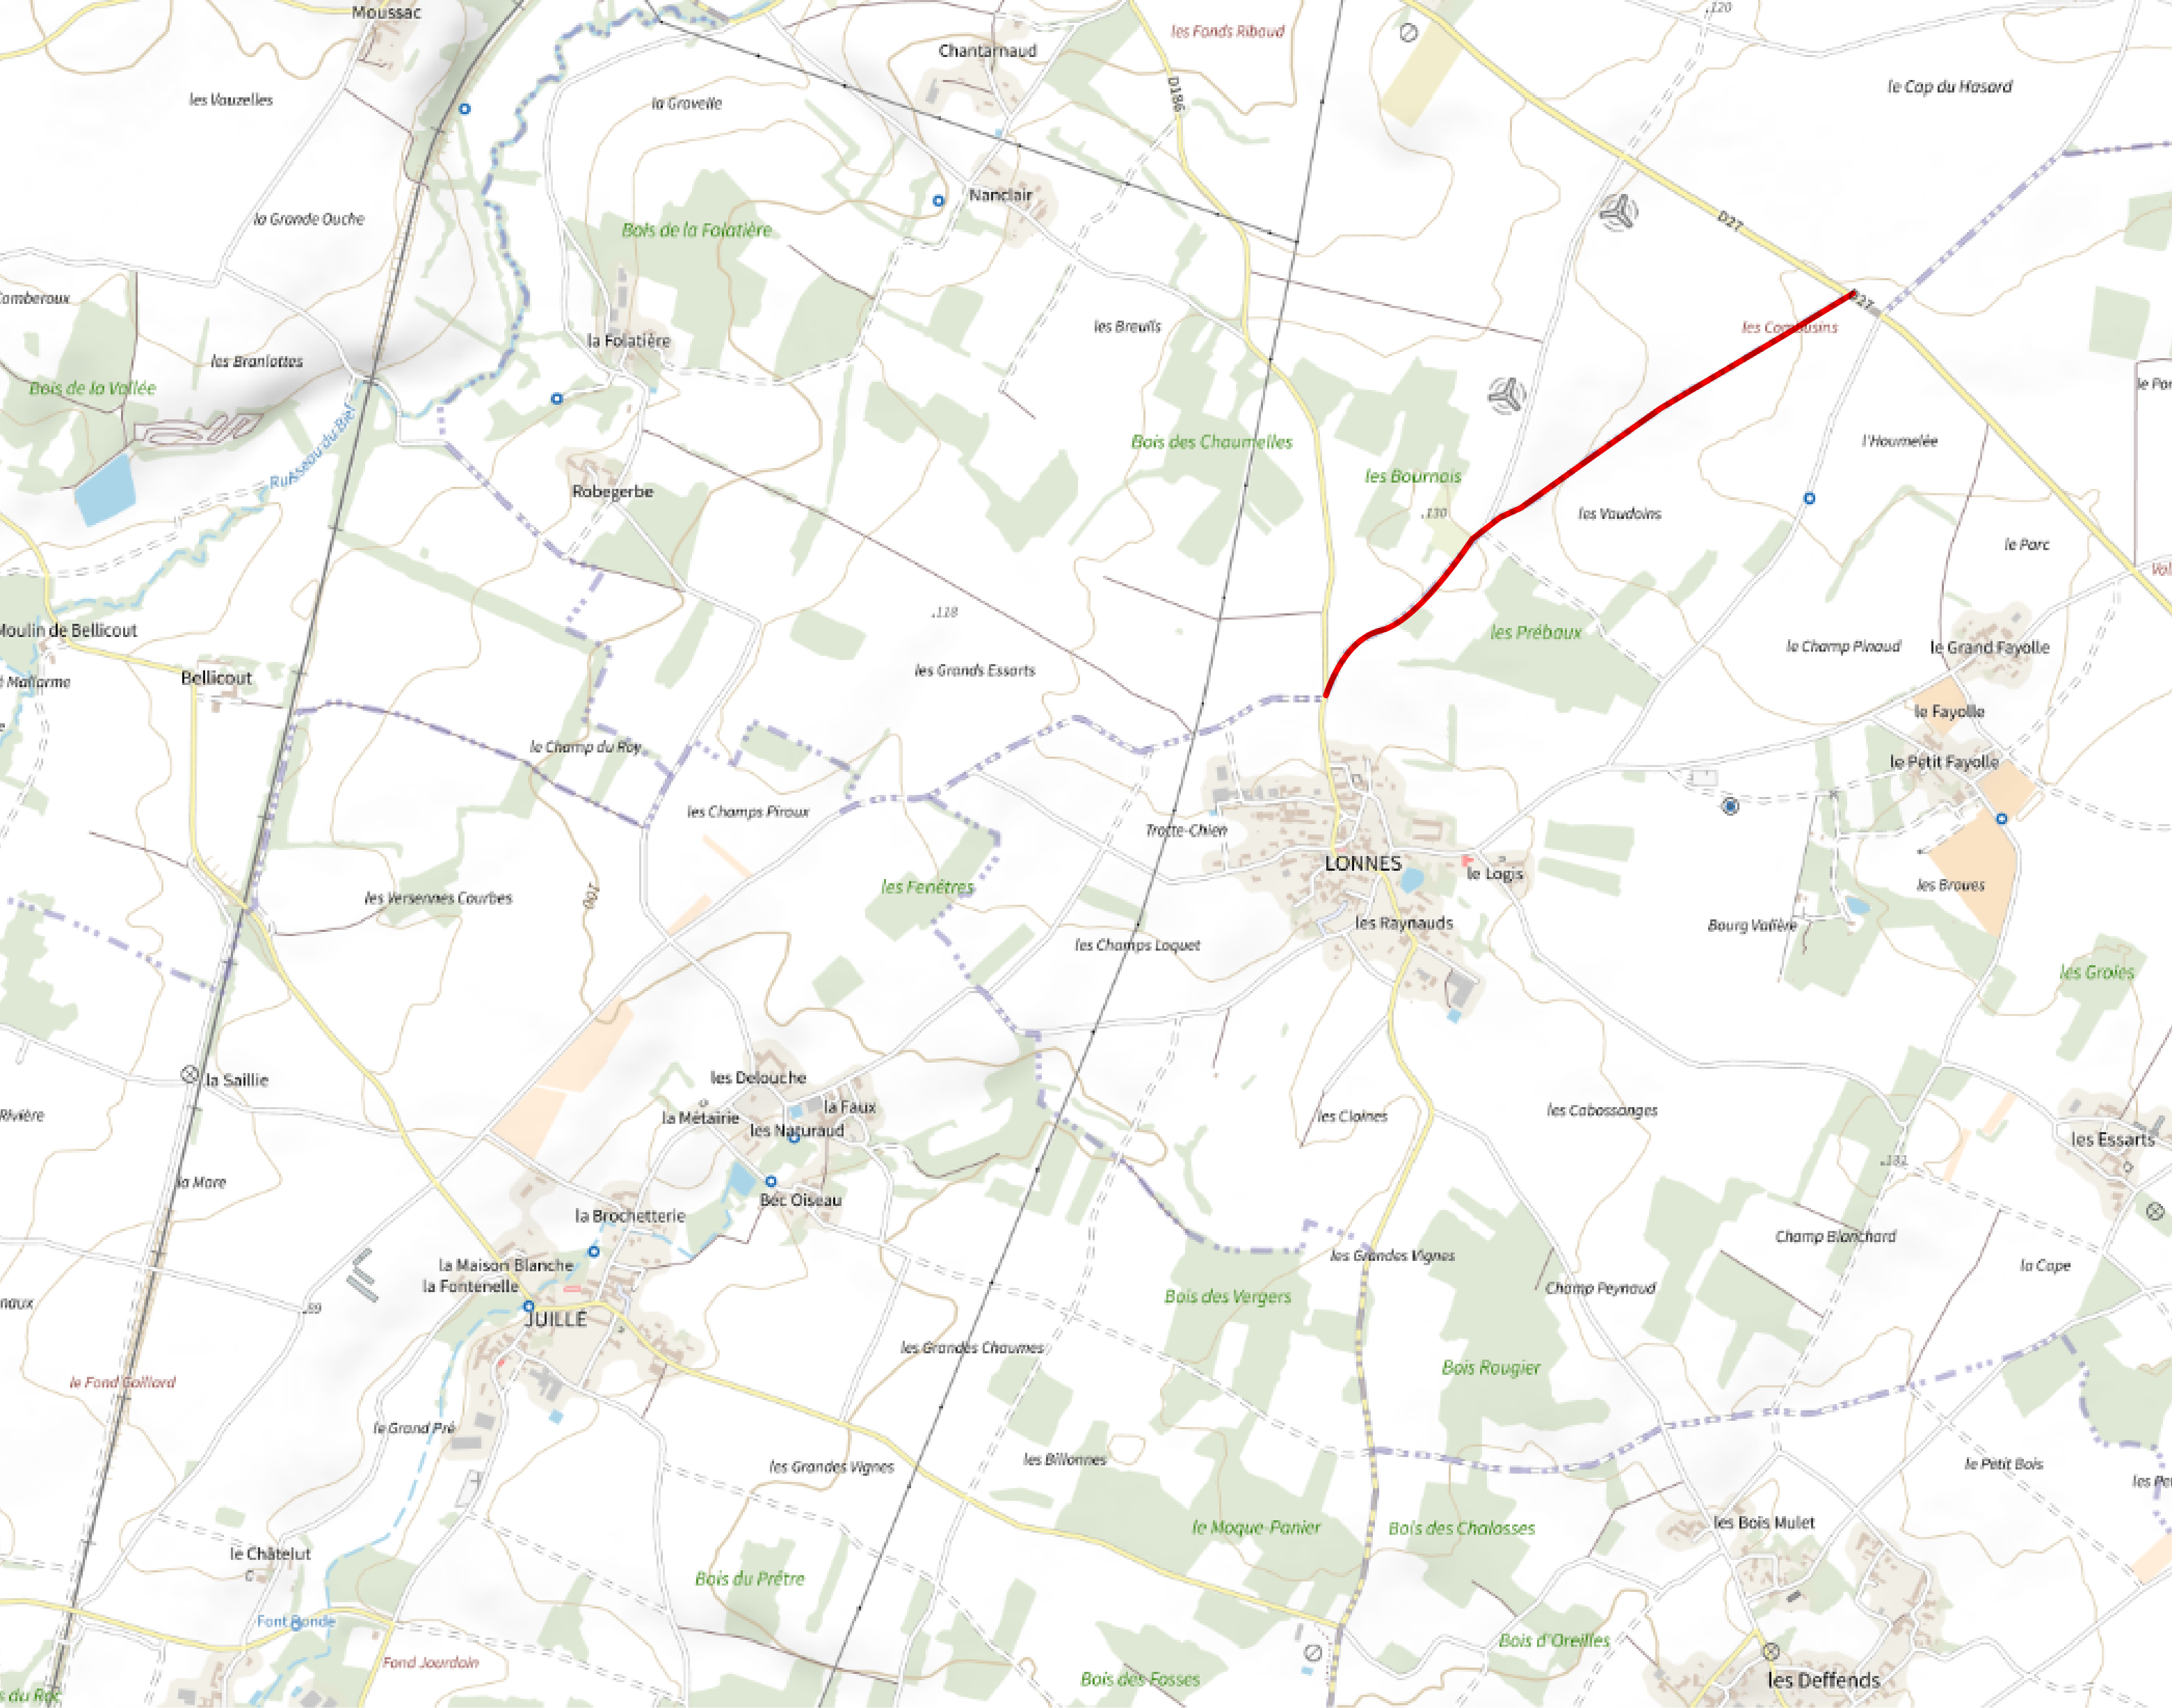 Moussac
120
les Fonds Ribaud
Chantarnaud
le Cap du Hasard
les Vauzelles
la Gravelle
D186
Nanclair
la Grande Ouche
Bois de la Folatière
D27
les Breuils
la Folatière
les Branlottes
Bois de la Vallée
Bois des Chaumelles
l'Houmelée
les Bournais
Ruisseau du Bief
Robegerbe
.130
les Vaudoins
le Parc
.118
Moulin de Bellicout
les Prébaux
le Champ Pinaud
le Grand Fayolle
les Grands Essarts
Bellicout
le Fayolle
le Champ du Roy
le Petit Fayolle
les Champs Piroux
Trotte-Chien
LONNES
le Logis
les Fenêtres
les Broues
100
les Versennes Courbes
les Raynauds
Bourg Valière
les Champs Loquet
les Groies
les Delouche
la Saillie
la Faux
les Cabossanges
la Métairie
les Cloines
les Naturaud
les Essarts
.131
la Mare
Bec Oiseau
la Brochetterie
Champ Blanchard
les Grandes Vignes
la Maison Blanche
la Cape
la Fontenelle
Champ Peynaud
Bois des Vergers
.89
JUILLÉ
les Grandes Chaumes
Bois Rougier
le Fond Gaillard
le Grand Pré
les Billonnes
le Petit Bois
les Grandes Vignes
les Bois Mulet
le Moque-Panier
Bois des Chalosses
le Châtelut
Bois du Prêtre
Font Ronde
Bois d'Oreilles
Fond Jourdain
Bois des Fosses
les Deffends